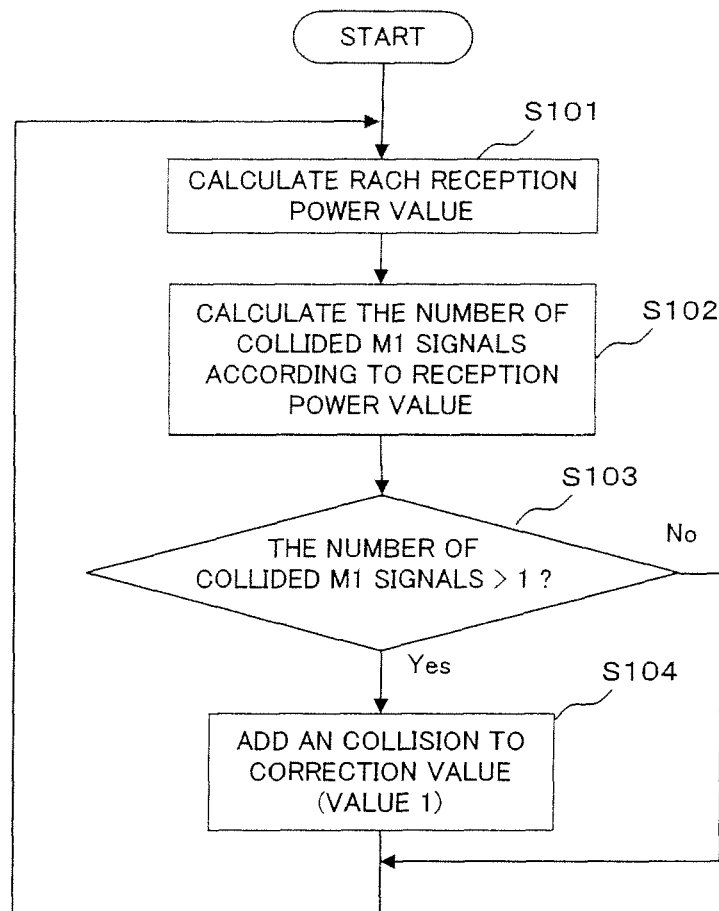 START
S101
CALCULATE RACH RECEPTION
POWER VALUE
S102
CALCULATE THE NUMBER OF
COLLIDED M1 SIGNALS
ACCORDING TO RECEPTION
POWER VALUE
S103
No
THE NUMBER OF
COLLIDED M1 SIGNALS > 1 ?
Yes
S104
ADD AN COLLISION TO
CORRECTION VALUE
(VALUE 1)